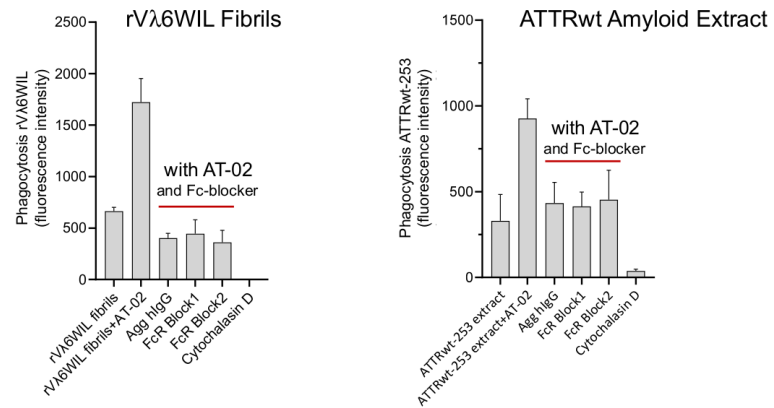 rVλ6WIL Fibrils
Phagocytosis rVλ6WIL
(fluorescence intensity)
2500
2000
1500
1000
500
0
with AT-02
and Fc-blocker
rVλ6WIL fibrils
rVλ6WIL fibrils+AT-02
Agg hIgG
FcR Block1
FcR Block2
Cytochalasin D
ATTRwt Amyloid Extract
Phagocytosis ATTRwt-253
(fluorescence intensity)
1500
1000
500
0
with AT-02
and Fc-blocker
ATTRwt-253 extract
ATTRwt-253 extract+AT-02
Agg hIgG
FcR Block1
FcR Block2
Cytochalasin D